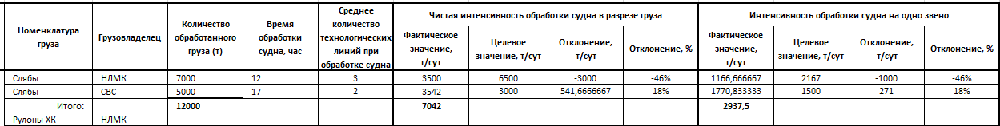 Номенклатура груза
Грузовладелец
Количество обработанного груза (т)
Время обработки судна, час
Среднее количество технологических линий при обработке судна
Чистая интенсивность обработки судна в разрезе груза
Интенсивность обработки судна на одно звено
Фактическое значение, т/сут
Целевое значение, т/сут
Отклонение, т/сут
Отклонение, %
Фактическое значение, т/сут
Целевое значение, т/сут
Отклонение, т/сут
Отклонение, %
Слябы НЛМК 7000 12 3 3500 6500 -3000 -46% 1166,666667 2167 -1000 -46%
Слябы СВС 5000 17 2 3542 3000 541,6666667 18% 1770,833333 1500 271 18%
Итого: 12000 7042 2937,5
Рулоны ХК НЛМК